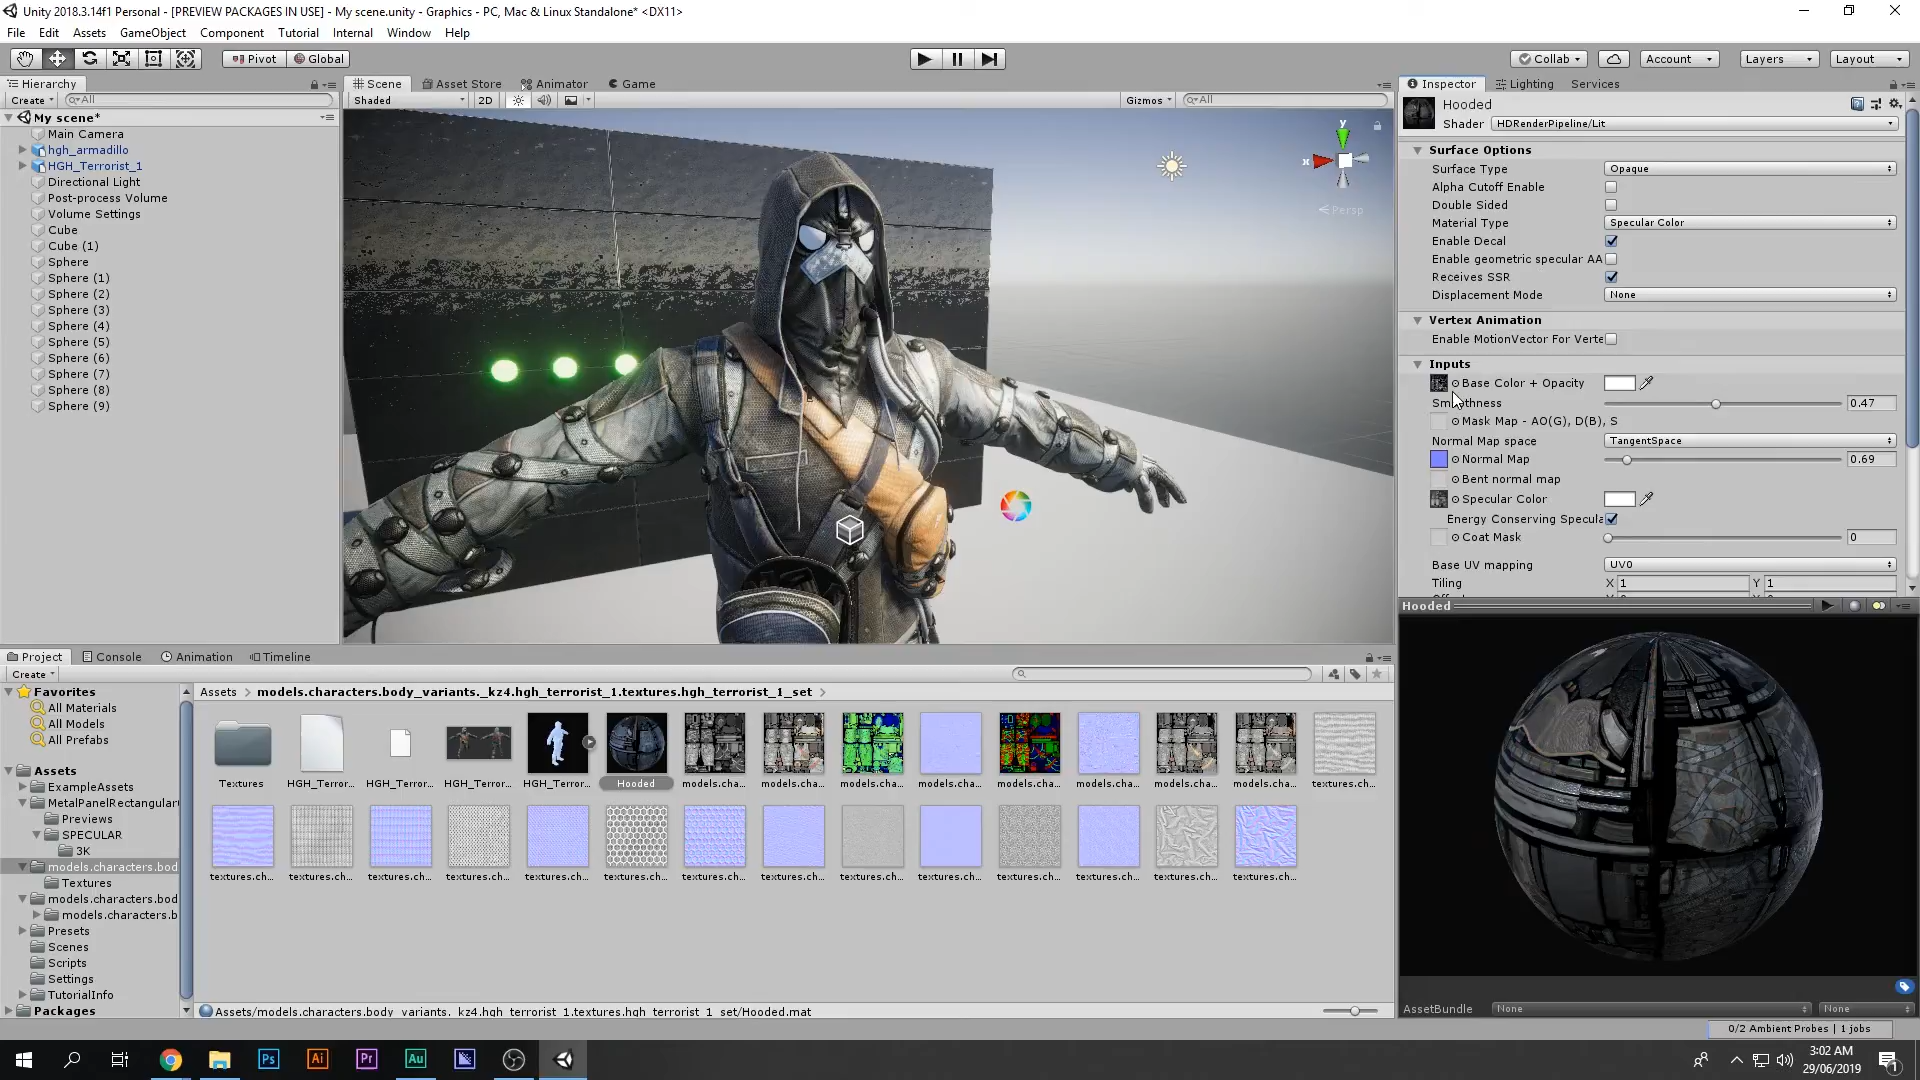 Unity 2018.3.14f1 Personal - [PREVIEW PACKAGES IN USE] - My scene.unity - Graphics - PC, Mac & Linux Standalone* <DX11>
File Edit Assets GameObject Component Tutorial Internal Window Help
Pivot Global Collab Account Layers Layout
Hierarchy
Create All
My scene*
Main Camera
hgh_armadillo
HGH_Terrorist_1
Directional Light
Post-process Volume
Volume Settings
Cube
Cube (1)
Sphere
Sphere (1)
Sphere (2)
Sphere (3)
Sphere (4)
Sphere (5)
Sphere (6)
Sphere (7)
Sphere (8)
Sphere (9)
Scene Asset Store Animator Game
Shaded 2D Gizmos All
y
x
Persp
Inspector Lighting Services
Hooded
Shader HDRenderPipeline/Lit
Surface Options
Surface Type Opaque
Alpha Cutoff Enable
Double Sided
Material Type Specular Color
Enable Decal
Enable geometric specular AA
Receives SSR
Displacement Mode None
Vertex Animation
Enable MotionVector For Verte
Inputs
Base Color + Opacity
Smoothness 0.47
Mask Map - AO(G), D(B), S
Normal Map space TangentSpace
Normal Map 0.69
Bent normal map
Specular Color
Energy Conserving Specula
Coat Mask 0
Base UV mapping UV0
Tiling X 1 Y 1
Hooded
AssetBundle None None
0/2 Ambient Probes | 1 jobs
Project Console Animation Timeline
Create
Favorites
All Materials
All Models
All Prefabs
Assets
ExampleAssets
MetalPanelRectangular
Previews
SPECULAR
3K
models.characters.bod
Textures
models.characters.bod
models.characters.b
Presets
Scenes
Scripts
Settings
TutorialInfo
Packages
Assets > models.characters.body_variants._kz4.hgh_terrorist_1.textures.hgh_terrorist_1_set >
Textures HGH_Terror... HGH_Terror... HGH_Terror... HGH_Terror... Hooded models.cha... models.cha... models.cha... models.cha... models.cha... models.cha... models.cha... models.cha... textures.ch...
textures.ch... textures.ch... textures.ch... textures.ch... textures.ch... textures.ch... textures.ch... textures.ch... textures.ch... textures.ch... textures.ch... textures.ch... textures.ch... textures.ch...
Assets/models.characters.body_variants._kz4.hgh_terrorist_1.textures.hgh_terrorist_1_set/Hooded.mat
Ps Ai Pr Au
3:02 AM
29/06/2019
1